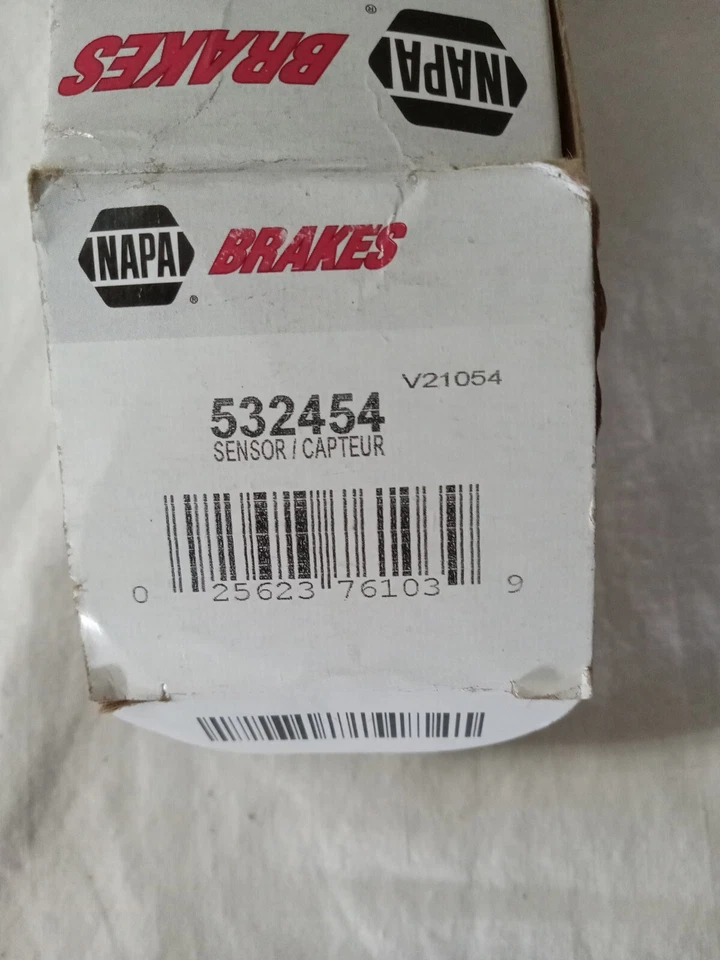 BRAKES NAPA ®
NAPA ® BRAKES
V21054
532454
SENSOR / CAPTEUR
0 25623 76103 9